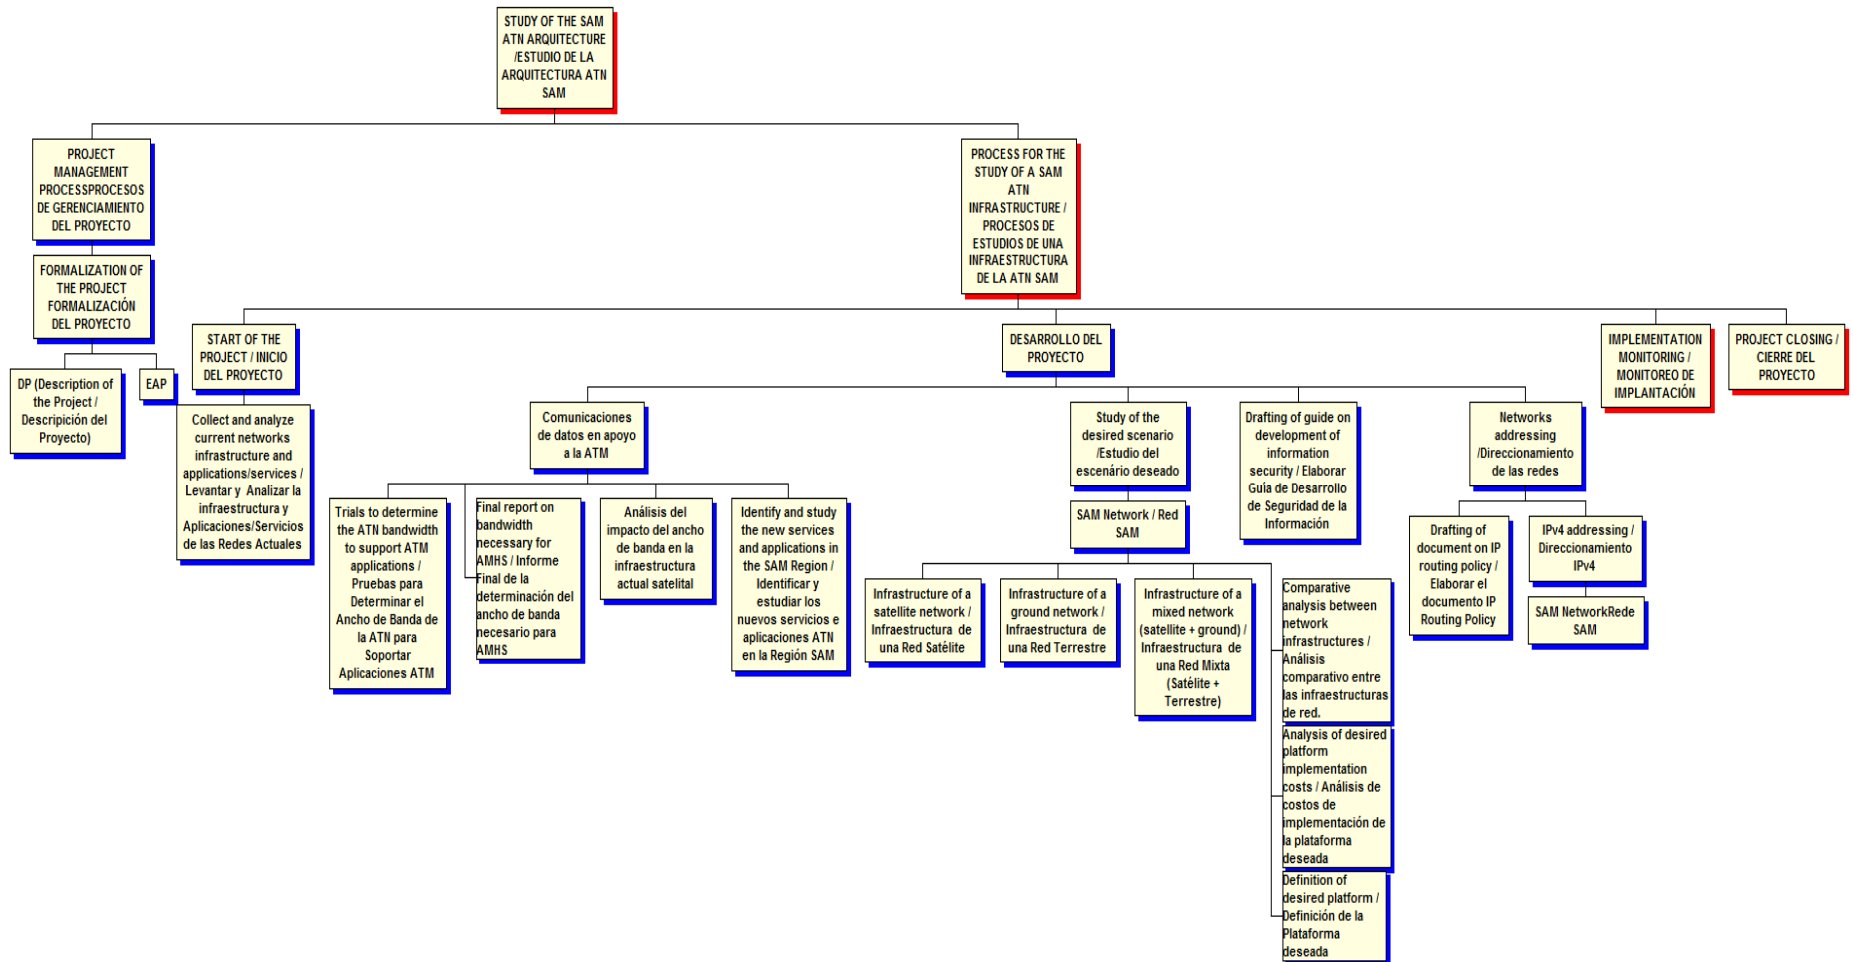 STUDY OF THE SAM
ATN ARQUITECTURE
/ESTUDIO DE LA
ARQUITECTURA ATN
SAM
PROJECT
MANAGEMENT
PROCESSPROCESOS
DE GERENCIAMIENTO
DEL PROYECTO
PROCESS FOR THE
STUDY OF A SAM
ATN
INFRASTRUCTURE /
PROCESOS DE
ESTUDIOS DE UNA
INFRAESTRUCTURA
DE LA ATN SAM
FORMALIZATION OF
THE PROJECT
FORMALIZACIÓN
DEL PROYECTO
DP (Description of
the Project /
Descripición del
Proyecto)
EAP
START OF THE
PROJECT / INICIO
DEL PROYECTO
Collect and analyze
current networks
infrastructure and
applications/services /
Levantar y Analizar la
infraestructura y
Aplicaciones/Servicios
de las Redes Actuales
DESARROLLO DEL
PROYECTO
IMPLEMENTATION
MONITORING /
MONITOREO DE
IMPLANTACIÓN
PROJECT CLOSING /
CIERRE DEL
PROYECTO
Comunicaciones
de datos en apoyo
a la ATM
Trials to determine
the ATN bandwidth
to support ATM
applications /
Pruebas para
Determinar el
Ancho de Banda de
la ATN para
Soportar
Aplicaciones ATM
Final report on
bandwidth
necessary for
AMHS / Informe
Final de la
determinación del
ancho de banda
necesario para
AMHS
Análisis del
impacto del ancho
de banda en la
infraestructura
actual satelital
Identify and study
the new services
and applications in
the SAM Region /
Identificar y
estudiar los
nuevos servicios e
aplicaciones ATN
en la Región SAM
Study of the
desired scenario
/Estudio del
escenário deseado
SAM Network / Red
SAM
Infrastructure of a
satellite network /
Infraestructura de
una Red Satélite
Infrastructure of a
ground network /
Infraestructura de
una Red Terrestre
Infrastructure of a
mixed network
(satellite + ground) /
Infraestructura de
una Red Mixta
(Satélite +
Terrestre)
Comparative
analysis between
network
infrastructures /
Análisis
comparativo entre
las infraestructuras
de red.
Analysis of desired
platform
implementation
costs / Análisis de
costos de
implementación de
la plataforma
deseada
Definition of
desired platform /
Definición de la
Plataforma
deseada
Drafting of guide on
development of
information
security / Elaborar
Guía de Desarrollo
de Seguridad de la
Información
Networks
addressing
/Direccionamiento
de las redes
Drafting of
document on IP
routing policy /
Elaborar el
documento IP
Routing Policy
IPv4 addressing /
Direccionamiento
IPv4
SAM NetworkRede
SAM